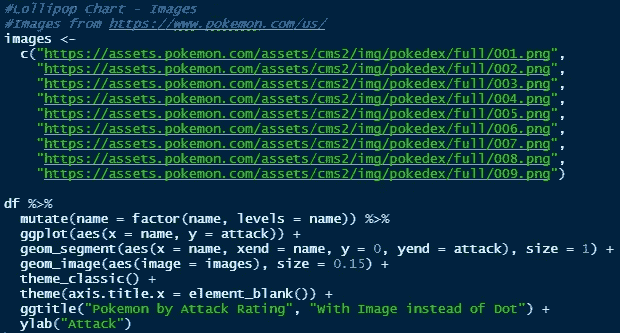 #Lollipop Chart - Images
#Images from https://www.pokemon.com/us/
images <-
c("https://assets.pokemon.com/assets/cms2/img/pokedex/full/001.png",
"https://assets.pokemon.com/assets/cms2/img/pokedex/full/002.png",
"https://assets.pokemon.com/assets/cms2/img/pokedex/full/003.png",
"https://assets.pokemon.com/assets/cms2/img/pokedex/full/004.png",
"https://assets.pokemon.com/assets/cms2/img/pokedex/full/005.png",
"https://assets.pokemon.com/assets/cms2/img/pokedex/full/006.png",
"https://assets.pokemon.com/assets/cms2/img/pokedex/full/007.png",
"https://assets.pokemon.com/assets/cms2/img/pokedex/full/008.png",
"https://assets.pokemon.com/assets/cms2/img/pokedex/full/009.png")
df %>%
mutate(name = factor(name, levels = name)) %>%
ggplot(aes(x = name, y = attack)) +
geom_segment(aes(x = name, xend = name, y = 0, yend = attack), size = 1) +
geom_image(aes(image = images), size = 0.15) +
theme_classic() +
theme(axis.title.x = element_blank()) +
ggtitle("Pokemon by Attack Rating", "With Image instead of Dot") +
ylab("Attack")